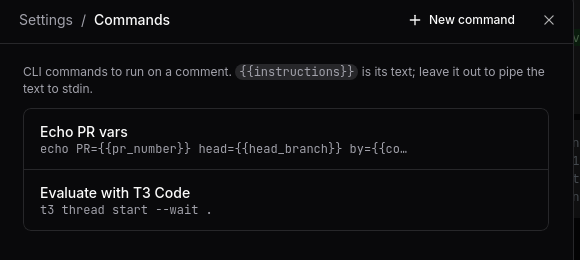 Settings / Commands
+ New command
CLI commands to run on a comment. {{instructions}} is its text; leave it out to pipe the
text to stdin.
Echo PR vars
echo PR={{pr_number}} head={{head_branch}} by={{co…
Evaluate with T3 Code
t3 thread start --wait .